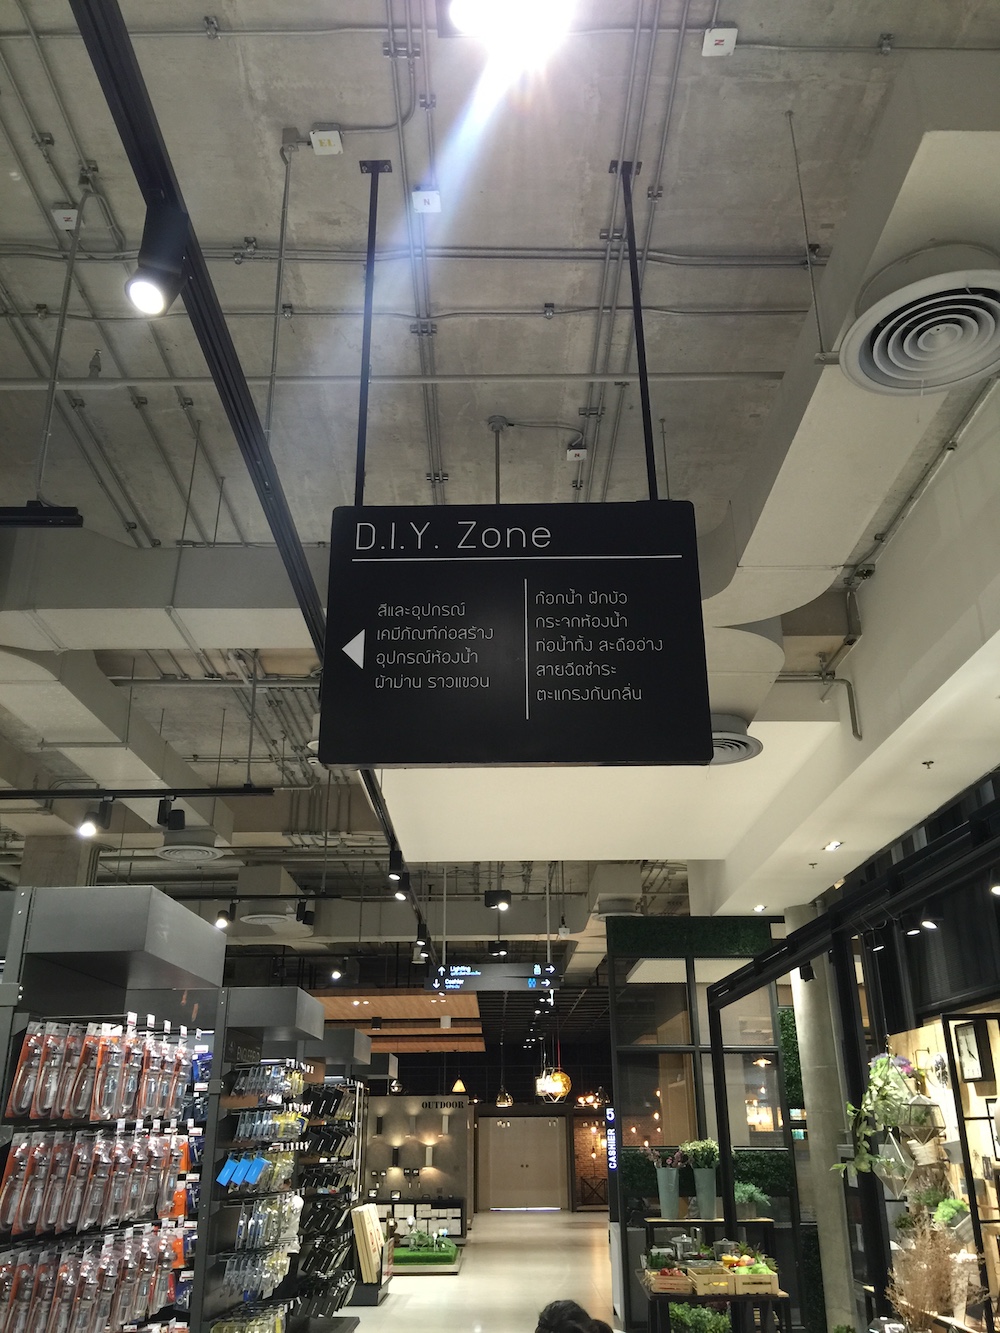 D.I.Y. Zone
สีและอุปกรณ์
เคมีภัณฑ์ก่อสร้าง
อุปกรณ์ห้องน้ำ
ผ้าม่าน ราวแขวน
ก๊อกน้ำ ฝักบัว
กระจกห้องน้ำ
ท่อน้ำทิ้ง สะดืออ่าง
สายฉีดชำระ
ตะแกรงกันกลิ่น
Lighting
Cashier
OUTDOOR
CASHIER 5
N
EL
N
N